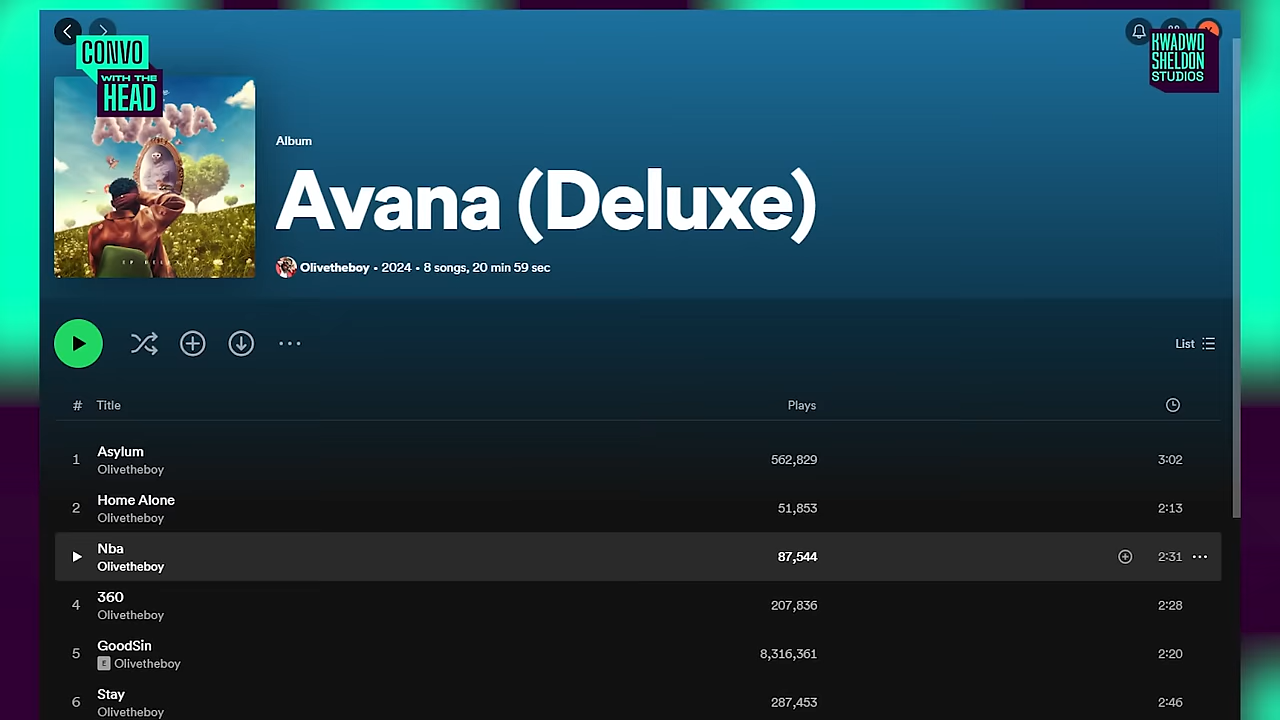 CONVO
WITH THE
HEAD
KWADWO
SHELDON
STUDIOS
AVANA
Album
Avana (Deluxe)
Olivetheboy • 2024 • 8 songs, 20 min 59 sec
List
# Title Plays
1 Asylum 562,829 3:02
Olivetheboy
2 Home Alone 51,853 2:13
Olivetheboy
Nba 87,544 2:31
Olivetheboy
4 360 207,836 2:28
Olivetheboy
5 GoodSin 8,316,361 2:20
E Olivetheboy
6 Stay 287,453 2:46
Olivetheboy